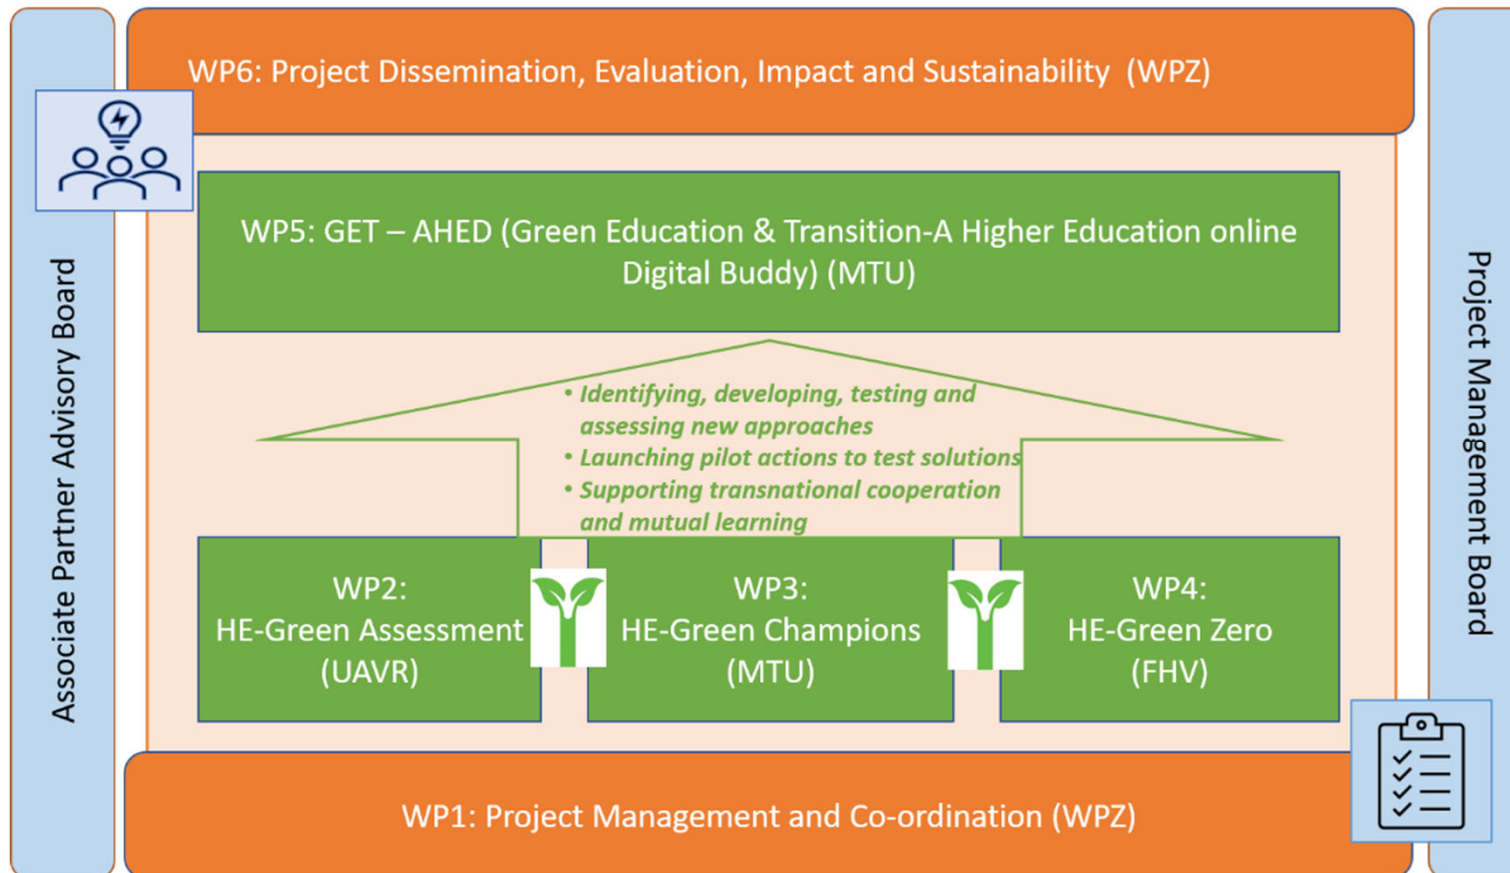 WP6: Project Dissemination, Evaluation, Impact and Sustainability (WPZ)
Associate Partner Advisory Board
WP5: GET – AHED (Green Education & Transition-A Higher Education online
Digital Buddy) (MTU)
• Identifying, developing, testing and
assessing new approaches
• Launching pilot actions to test solutions
• Supporting transnational cooperation
and mutual learning
WP2:
HE-Green Assessment
(UAVR)
WP3:
HE-Green Champions
(MTU)
WP4:
HE-Green Zero
(FHV)
Project Management Board
WP1: Project Management and Co-ordination (WPZ)